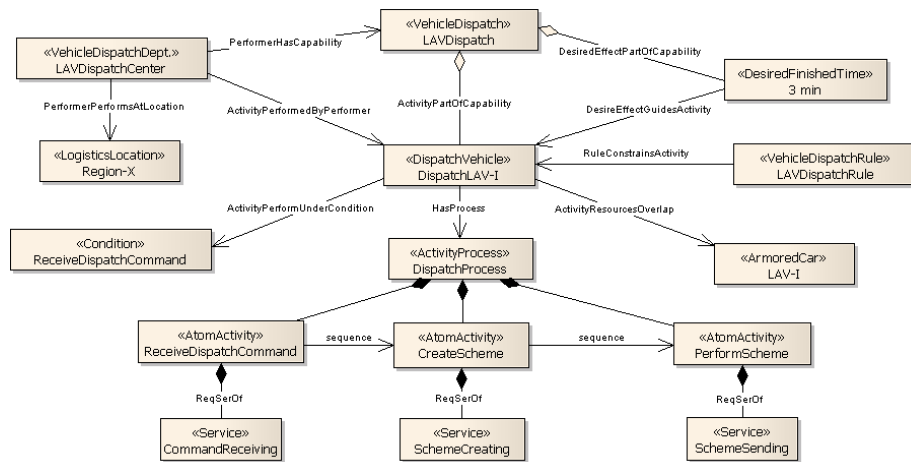 «VehicleDispatch»
LAVDispatch
«VehicleDispatchDept.»
LAVDispatchCenter
PerformerHasCapability
DesiredEffectPartOfCapability
«DesiredFinishedTime»
3 min
PerformerPerformsAtLocation
ActivityPerformedByPerformer
ActivityPartOfCapability
DesireEffectGuidesActivity
«LogisticsLocation»
Region-X
«DispatchVehicle»
DispatchLAV-I
RuleConstrainsActivity
«VehicleDispatchRule»
LAVDispatchRule
ActivityPerformUnderCondition
HasProcess
ActivityResourcesOverlap
«Condition»
ReceiveDispatchCommand
«ActivityProcess»
DispatchProcess
«ArmoredCar»
LAV-I
«AtomActivity»
ReceiveDispatchCommand
sequence
«AtomActivity»
CreateScheme
sequence
«AtomActivity»
PerformScheme
ReqSerOf
ReqSerOf
ReqSerOf
«Service»
CommandReceiving
«Service»
SchemeCreating
«Service»
SchemeSending